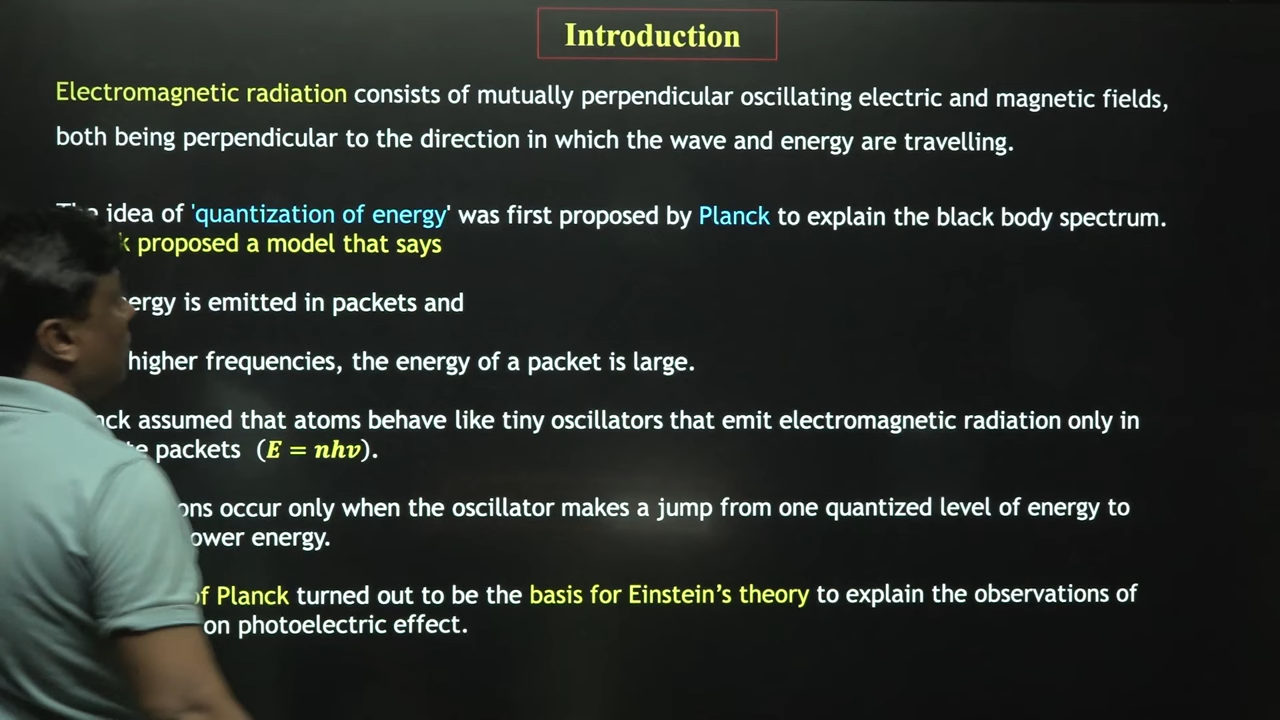 Introduction
Electromagnetic radiation consists of mutually perpendicular oscillating electric and magnetic fields,
both being perpendicular to the direction in which the wave and energy are travelling.
The idea of 'quantization of energy' was first proposed by Planck to explain the black body spectrum.
proposed a model that says
is emitted in packets and
higher frequencies, the energy of a packet is large.
assumed that atoms behave like tiny oscillators that emit electromagnetic radiation only in
packets (E = nhν).
occur only when the oscillator makes a jump from one quantized level of energy to
energy.
of Planck turned out to be the basis for Einstein's theory to explain the observations of
on photoelectric effect.